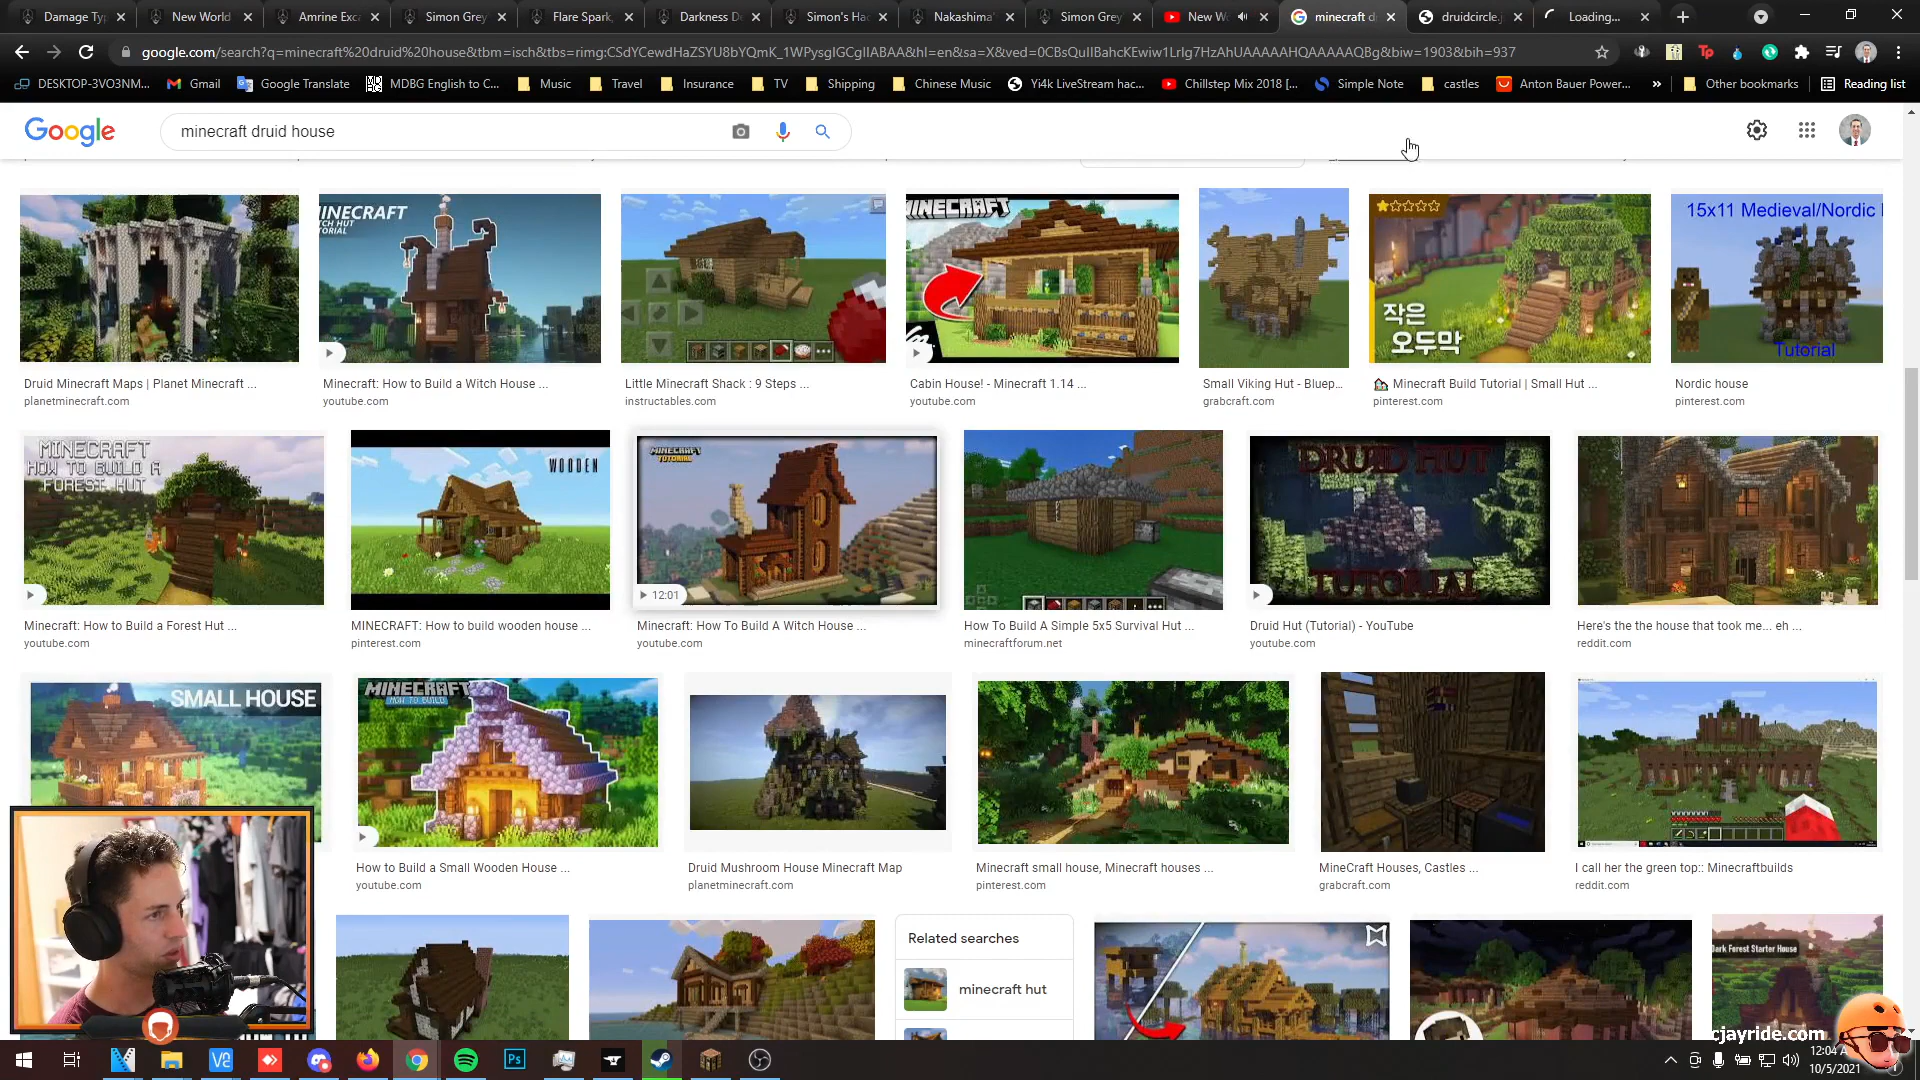 Damage Typ
New World
Amrine Exca
Simon Grey
Flare Spark,
Darkness D
Simon's Ha
Nakashima'
Simon Grey
New Wo
minecraft d
druidcircle.j
Loading...
google.com/search?q=minecraft%20druid%20house&tbm=isch&tbs=rimg:CSdYCewdHaZSYU8bYQmK_1WPysgIGCgIIABAA&hl=en&sa=X&ved=0CBsQuIIBahcKEwiw1LrIg7HzAhUAAAAAHQAAAAAQBg&biw=1903&bih=937
DESKTOP-3VO3NM...
Gmail
Google Translate
MDBG English to C...
Music
Travel
Insurance
TV
Shipping
Chinese Music
Yi4k LiveStream hac...
Chillstep Mix 2018 [...
Simple Note
castles
Anton Bauer Power...
»
Other bookmarks
Reading list
Google
minecraft druid house
MINECRAFT
15x11 Medieval/Nordic
작은
오두막
Tutorial
Druid Minecraft Maps | Planet Minecraft ...
planetminecraft.com
Minecraft: How to Build a Witch House ...
youtube.com
Little Minecraft Shack : 9 Steps ...
instructables.com
Cabin House! - Minecraft 1.14 ...
youtube.com
Small Viking Hut - Bluep...
grabcraft.com
Minecraft Build Tutorial | Small Hut ...
pinterest.com
Nordic house
pinterest.com
MINECRAFT
HOW TO BUILD A
FOREST HUT
WOODEN
MINECRAFT
TUTORIAL
12:01
DRUID HUT
TUTORIAL
Minecraft: How to Build a Forest Hut ...
youtube.com
MINECRAFT: How to build wooden house ...
pinterest.com
Minecraft: How To Build A Witch House ...
youtube.com
How To Build A Simple 5x5 Survival Hut ...
minecraftforum.net
Druid Hut (Tutorial) - YouTube
youtube.com
Here's the the house that took me... eh ...
reddit.com
SMALL HOUSE
MINECRAFT
HOW TO BUILD
How to Build a Small Wooden House ...
youtube.com
Druid Mushroom House Minecraft Map
planetminecraft.com
Minecraft small house, Minecraft houses ...
pinterest.com
MineCraft Houses, Castles ...
grabcraft.com
I call her the green top:: Minecraftbuilds
reddit.com
Related searches
minecraft hut
Dark Forest Starter House
cjayride.com
12:04 A
10/5/2021